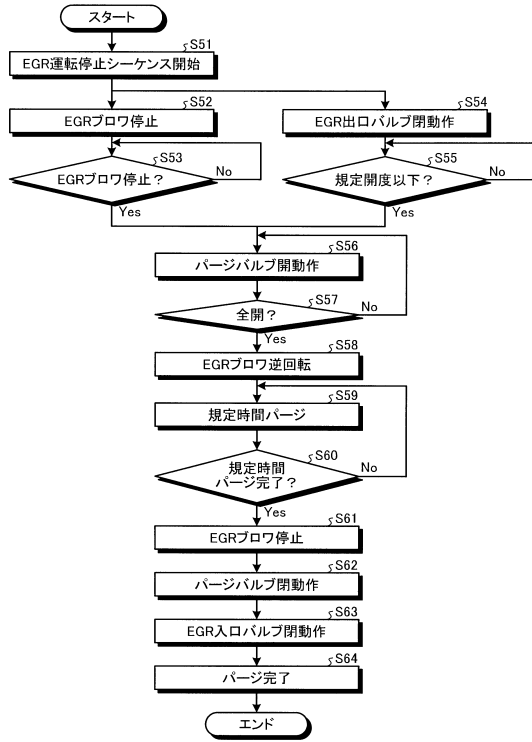 スタート
S51
EGR運転停止シーケンス開始
S52
EGRブロワ停止
S54
EGR出口バルブ閉動作
S53
EGRブロワ停止？
No
Yes
S55
規定開度以下？
No
Yes
S56
パージバルブ開動作
S57
全開？
No
Yes
S58
EGRブロワ逆回転
S59
規定時間パージ
S60
規定時間
パージ完了？
No
Yes
S61
EGRブロワ停止
S62
パージバルブ閉動作
S63
EGR入口バルブ閉動作
S64
パージ完了
エンド